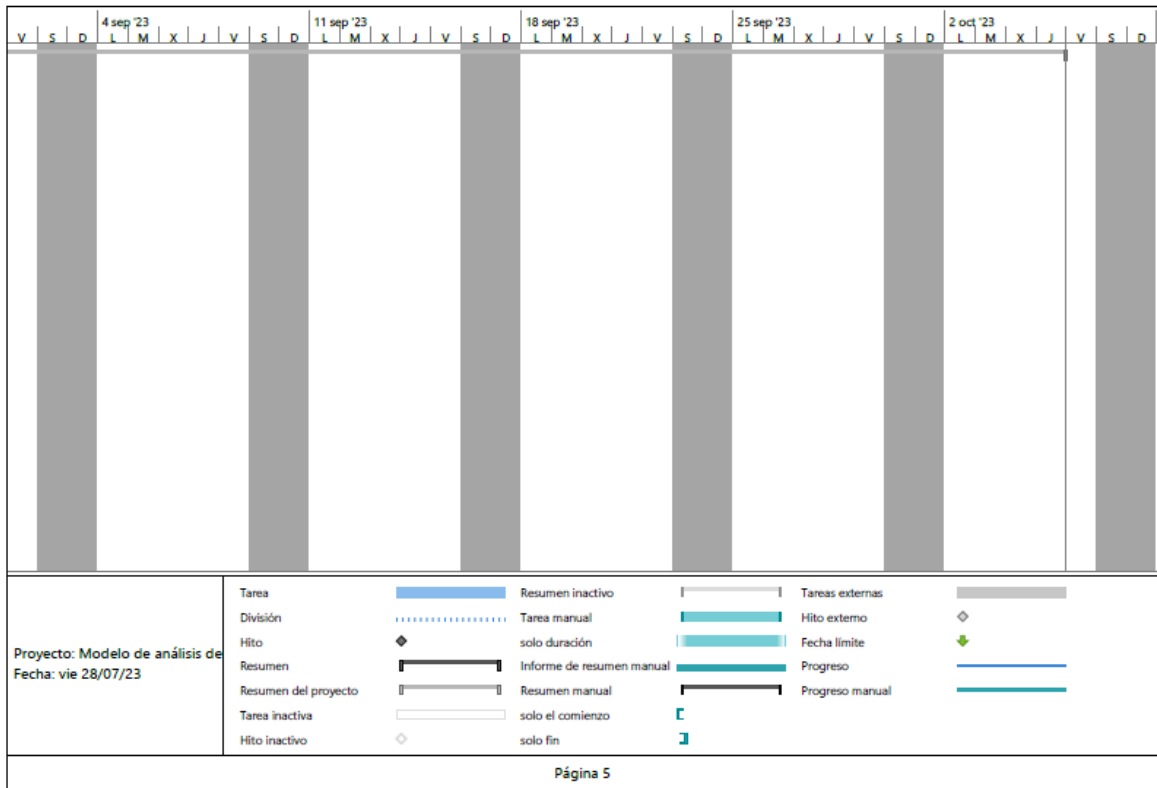 4 sep '23 11 sep '23 18 sep '23 25 sep '23 2 oct '23
V S D L M X J V S D L M X J V S D L M X J V S D L M X J V S D L M X J V S D
Proyecto: Modelo de análisis de
Fecha: vie 28/07/23
Tarea
División
Hito
Resumen
Resumen del proyecto
Tarea inactiva
Hito inactivo
Resumen inactivo
Tarea manual
solo duración
Informe de resumen manual
Resumen manual
solo el comienzo
solo fin
Tareas externas
Hito externo
Fecha límite
Progreso
Progreso manual
Página 5